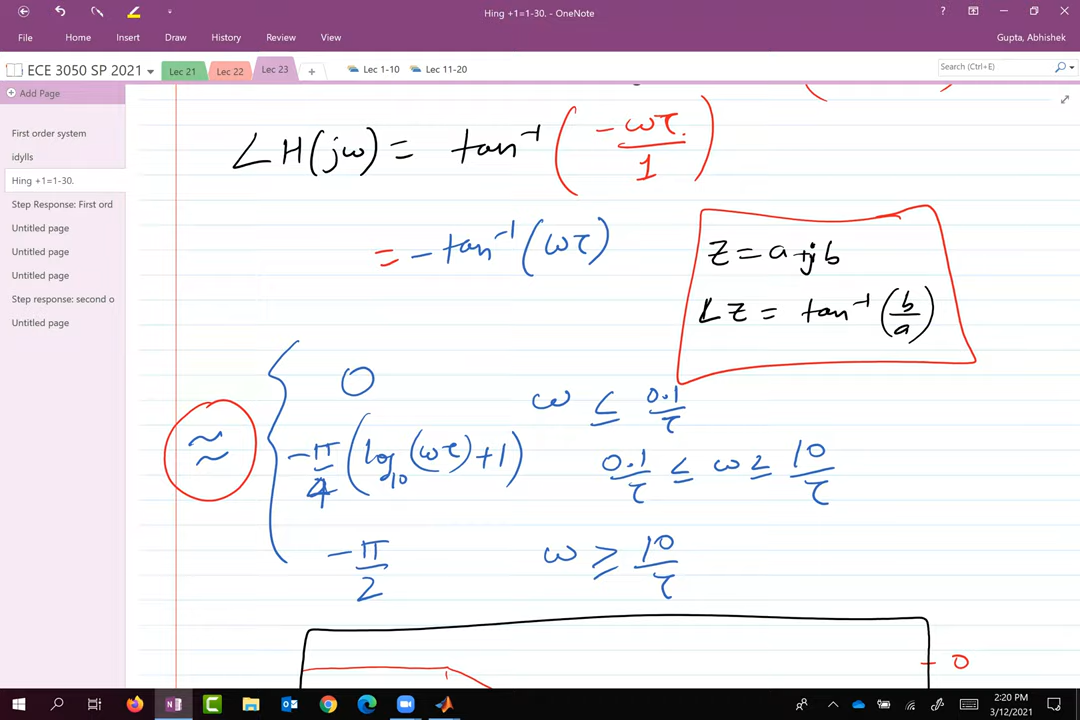 Hing +1=1-30. - OneNote
?
Gupta, Abhishek
File Home Insert Draw History Review View
ECE 3050 SP 2021 Lec 21 Lec 22 Lec 23 + Lec 1-10 Lec 11-20
Search (Ctrl+E)
Add Page
First order system
idylls
Hing +1=1-30.
Step Response: First ord
Untitled page
Untitled page
Untitled page
Step response: second o
Untitled page
∠H(jω) = tan⁻¹ (-ωτ/1)
= -tan⁻¹(ωτ)
Z = a+jb
∠Z = tan⁻¹(b/a)
≈ { 0 ω ≤ 0.1/τ
-π/4 (log₁₀(ωτ)+1) 0.1/τ ≤ ω ≤ 10/τ
-π/2 ω ≥ 10/τ
0
2:20 PM
3/12/2021